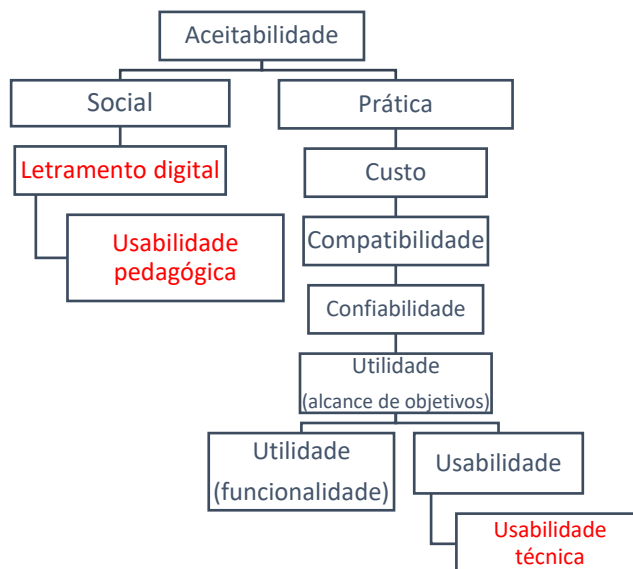 Aceitabilidade
Social
Prática
Letramento digital
Custo
Usabilidade
pedagógica
Compatibilidade
Confiabilidade
Utilidade
(alcance de objetivos)
Utilidade
(funcionalidade)
Usabilidade
Usabilidade
técnica